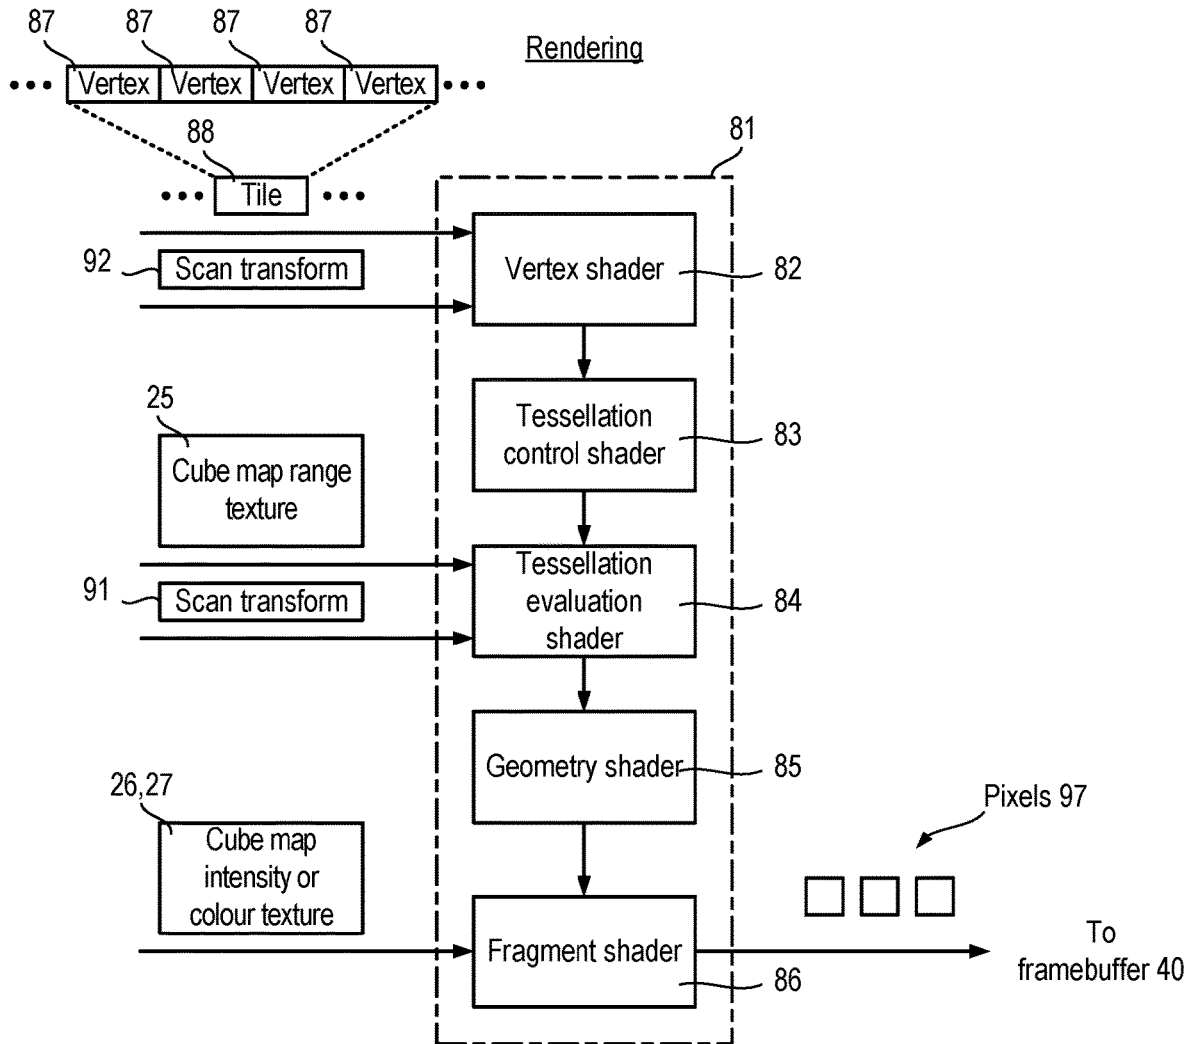 87 87 87 87
Rendering
Vertex Vertex Vertex Vertex
88
81
Tile
92 Scan transform
Vertex shader 82
25
Tessellation
control shader
83
Cube map range
texture
Tessellation
evaluation
shader
84
91 Scan transform
Geometry shader 85
26,27
Pixels 97
Cube map
intensity or
colour texture
Fragment shader
86
To
framebuffer 40